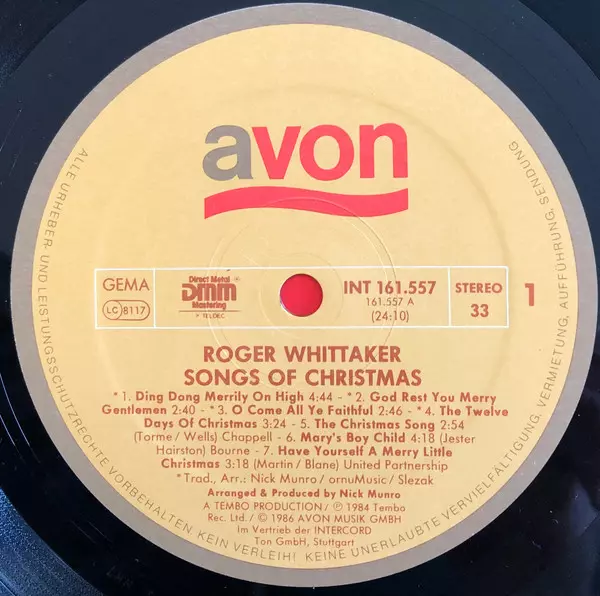 avon
GEMA
LC 8117
Direct Metal
DMM
Mastering
TELDEC
INT 161.557
161.557 A
(24:10)
STEREO
33
1
ROGER WHITTAKER
SONGS OF CHRISTMAS
*1. Ding Dong Merrily On High 4:44 - *2. God Rest You Merry
Gentlemen 2:40 - *3. O Come All Ye Faithful 2:46 - *4. The Twelve
Days Of Christmas 3:24 - 5. The Christmas Song 2:54
(Torme / Wells) Chappell - 6. Mary's Boy Child 4:18 (Jester
Hairston) Bourne - 7. Have Yourself A Merry Little
Christmas 3:18 (Martin / Blane) United Partnership
*Trad., Arr.: Nick Munro / ornuMusic / Slezak
Arranged & Produced by Nick Munro
A TEMBO PRODUCTION / ℗ 1984 Tembo
Rec. Ltd. / © 1986 AVON MUSIK GMBH
Im Vertrieb der INTERCORD
Ton GmbH, Stuttgart
ALLE URHEBER- UND LEISTUNGSSCHUTZRECHTE VORBEHALTEN KEIN VERLEIH! KEINE UNERLAUBTE VERVIELFÄLTIGUNG, VERMIETUNG, AUFFÜHRUNG, SENDUNG